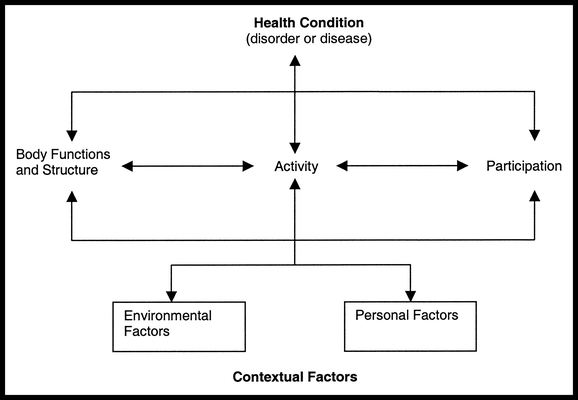 Health Condition
(disorder or disease)
Body Functions
and Structure
Activity
Participation
Environmental
Factors
Personal Factors
Contextual Factors